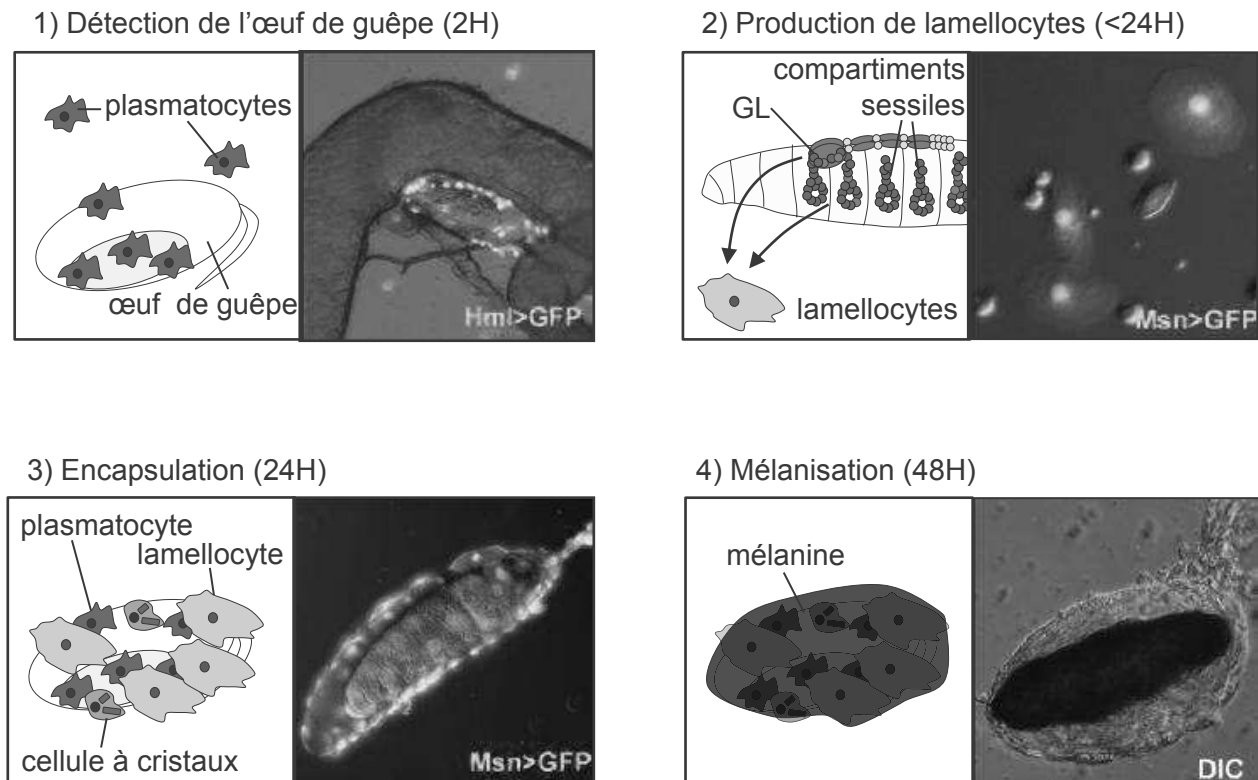 1) Détection de l'œuf de guêpe (2H)
plasmatocytes
œuf de guêpe
Hml>GFP
2) Production de lamellocytes (<24H)
compartiments
sessiles
GL
lamellocytes
Msn>GFP
3) Encapsulation (24H)
plasmatocyte
lamellocyte
cellule à cristaux
Msn>GFP
4) Mélanisation (48H)
mélanine
DIC